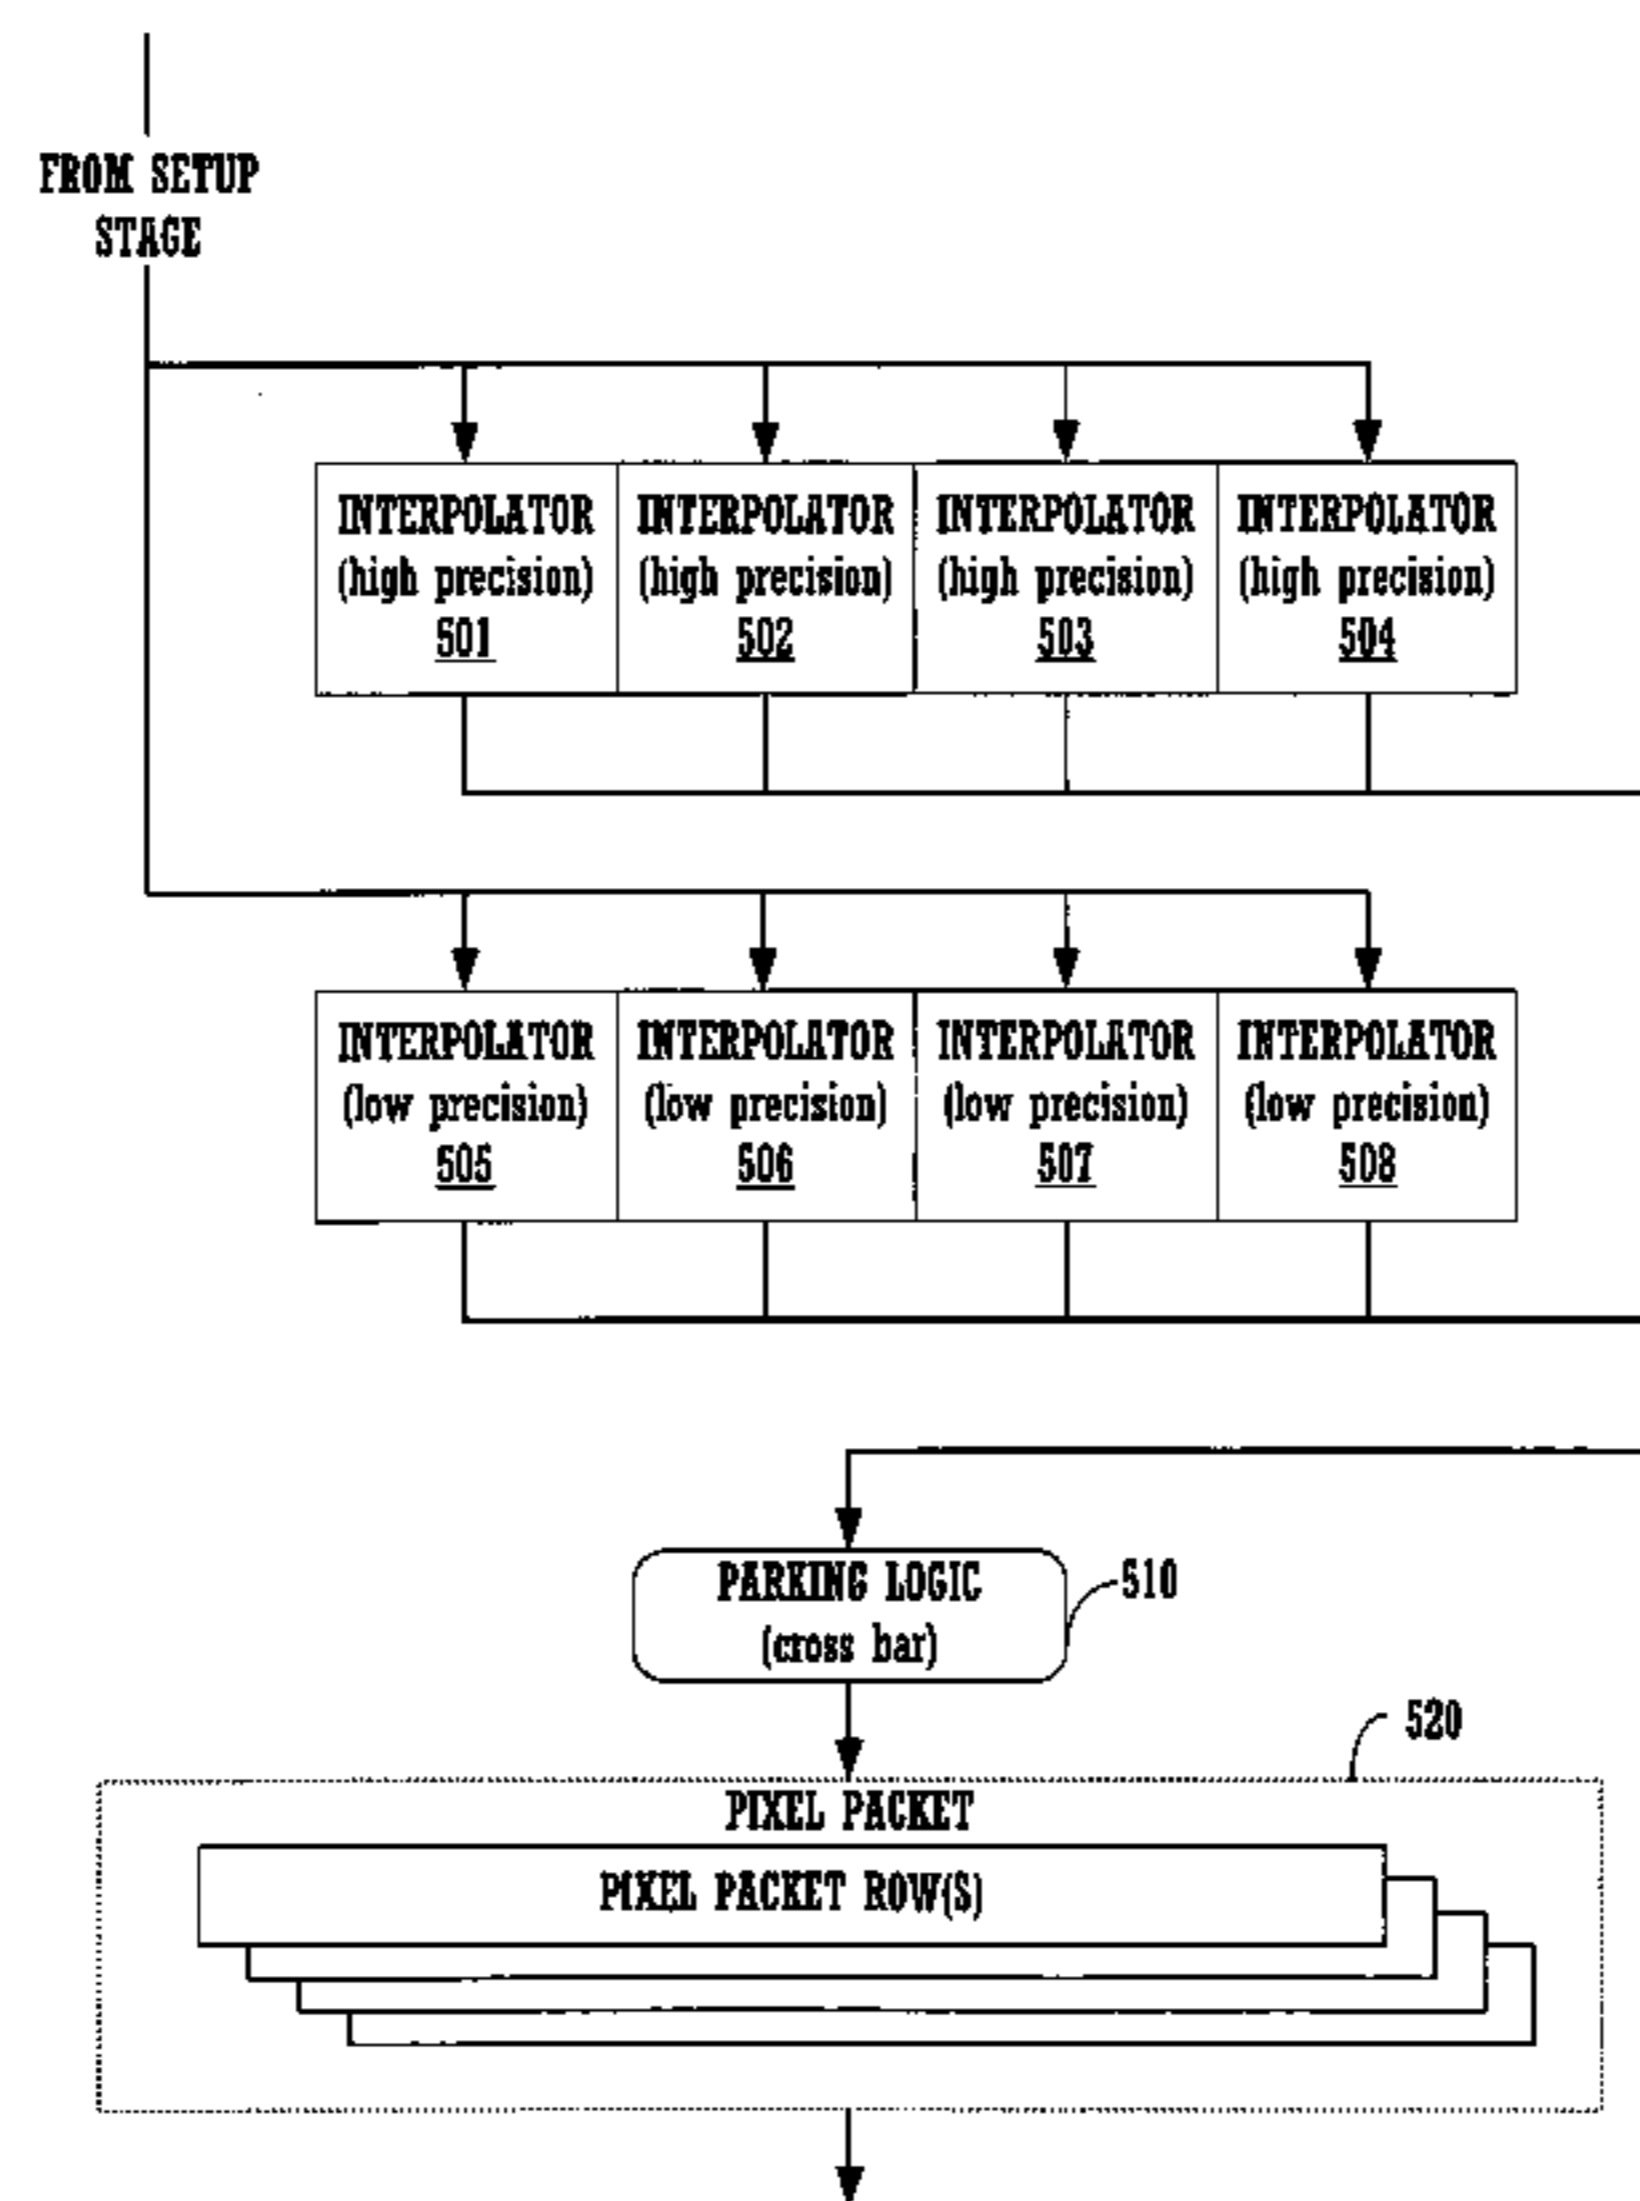 FROM SETUP
STAGE
INTERPOLATOR
(high precision)
501
INTERPOLATOR
(high precision)
502
INTERPOLATOR
(high precision)
503
INTERPOLATOR
(high precision)
504
INTERPOLATOR
(low precision)
505
INTERPOLATOR
(low precision)
506
INTERPOLATOR
(low precision)
507
INTERPOLATOR
(low precision)
508
PARKING LOGIC
(cross bar)
510
520
PIXEL PACKET
PIXEL PACKET ROW(S)